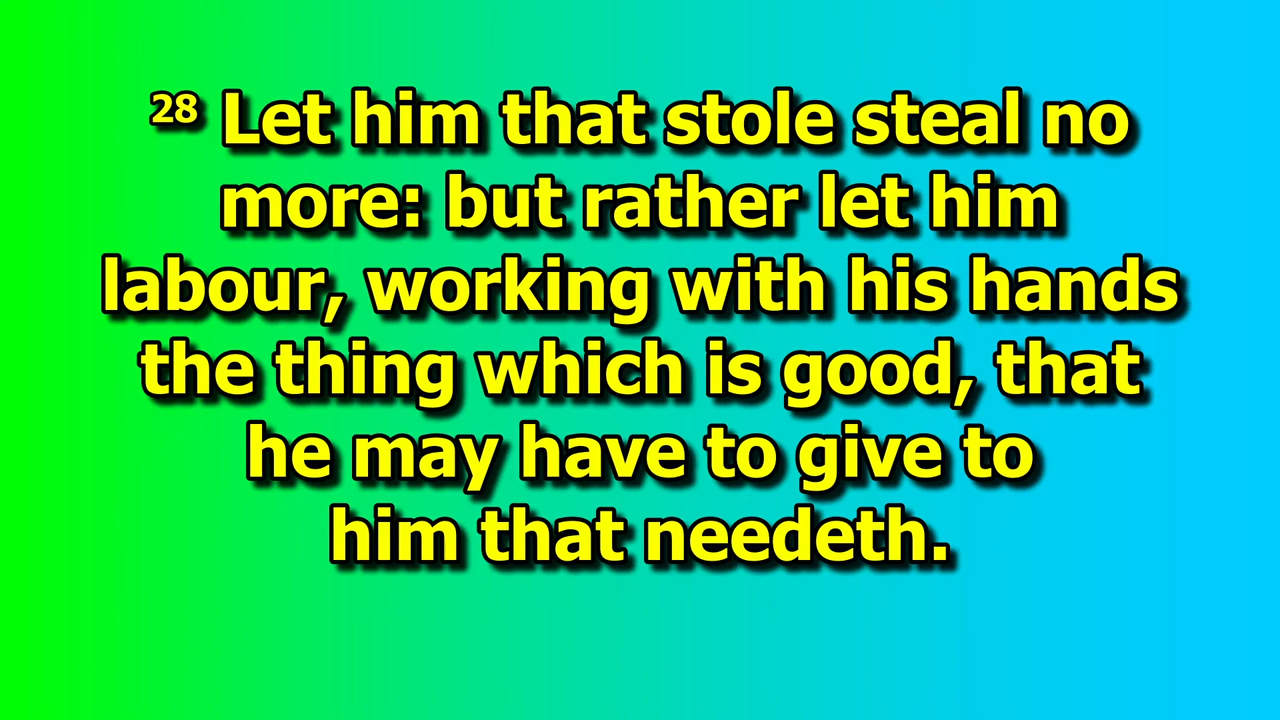 28 Let him that stole steal no
more: but rather let him
labour, working with his hands
the thing which is good, that
he may have to give to
him that needeth.